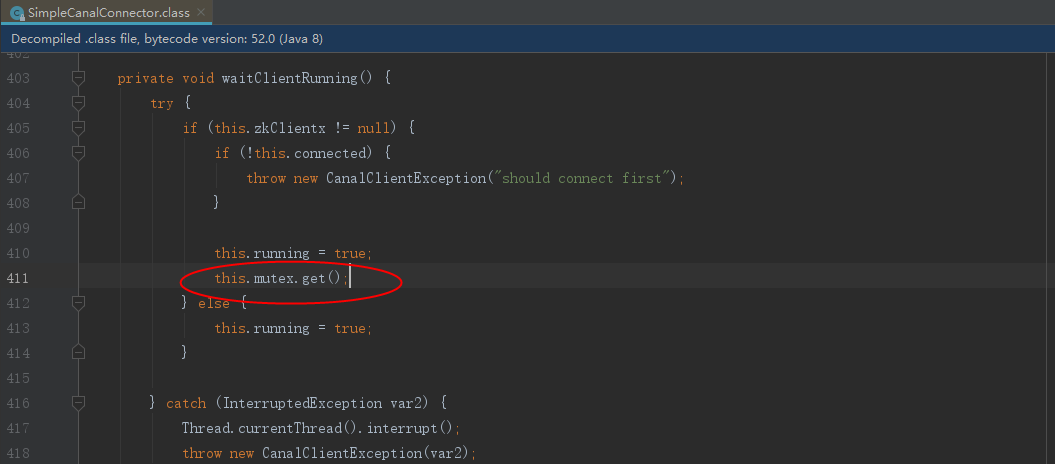 SimpleCanalConnector.class
Decompiled .class file, bytecode version: 52.0 (Java 8)
402
403 private void waitClientRunning() {
404 try {
405 if (this.zkClientx != null) {
406 if (!this.connected) {
407 throw new CanalClientException("should connect first");
408 }
409
410 this.running = true;
411 this.mutex.get();
412 } else {
413 this.running = true;
414 }
415
416 } catch (InterruptedException var2) {
417 Thread.currentThread().interrupt();
418 throw new CanalClientException(var2);